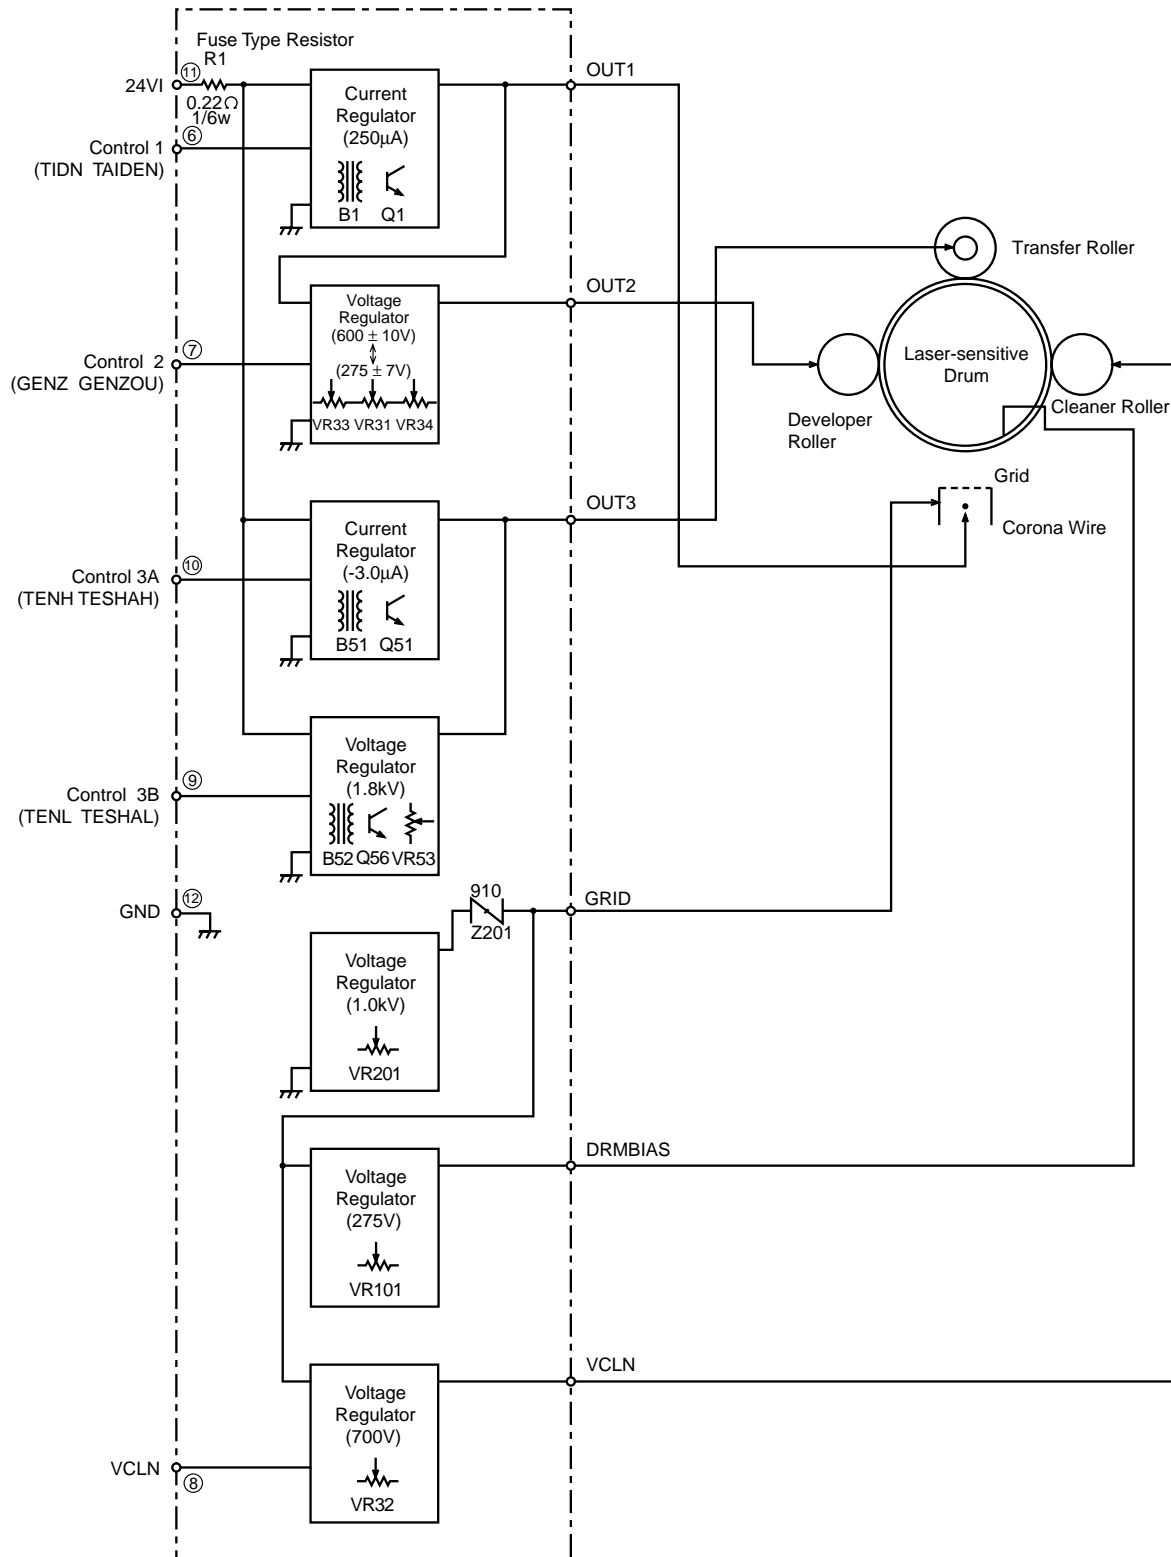 Fuse Type Resistor
R1
24VI
11
0.22Ω
1/6w
6
Control 1
(TIDN TAIDEN)
Current
Regulator
(250µA)
B1 Q1
OUT1
Voltage
Regulator
(600 ± 10V)
(275 ± 7V)
VR33 VR31 VR34
OUT2
7
Control 2
(GENZ GENZOU)
Transfer Roller
Laser-sensitive
Drum
Developer
Roller
Cleaner Roller
Grid
Corona Wire
Current
Regulator
(-3.0µA)
B51 Q51
OUT3
10
Control 3A
(TENH TESHAH)
Voltage
Regulator
(1.8kV)
B52 Q56 VR53
9
Control 3B
(TENL TESHAL)
12
GND
910
Z201
GRID
Voltage
Regulator
(1.0kV)
VR201
DRMBIAS
Voltage
Regulator
(275V)
VR101
VCLN
Voltage
Regulator
(700V)
VR32
VCLN
8